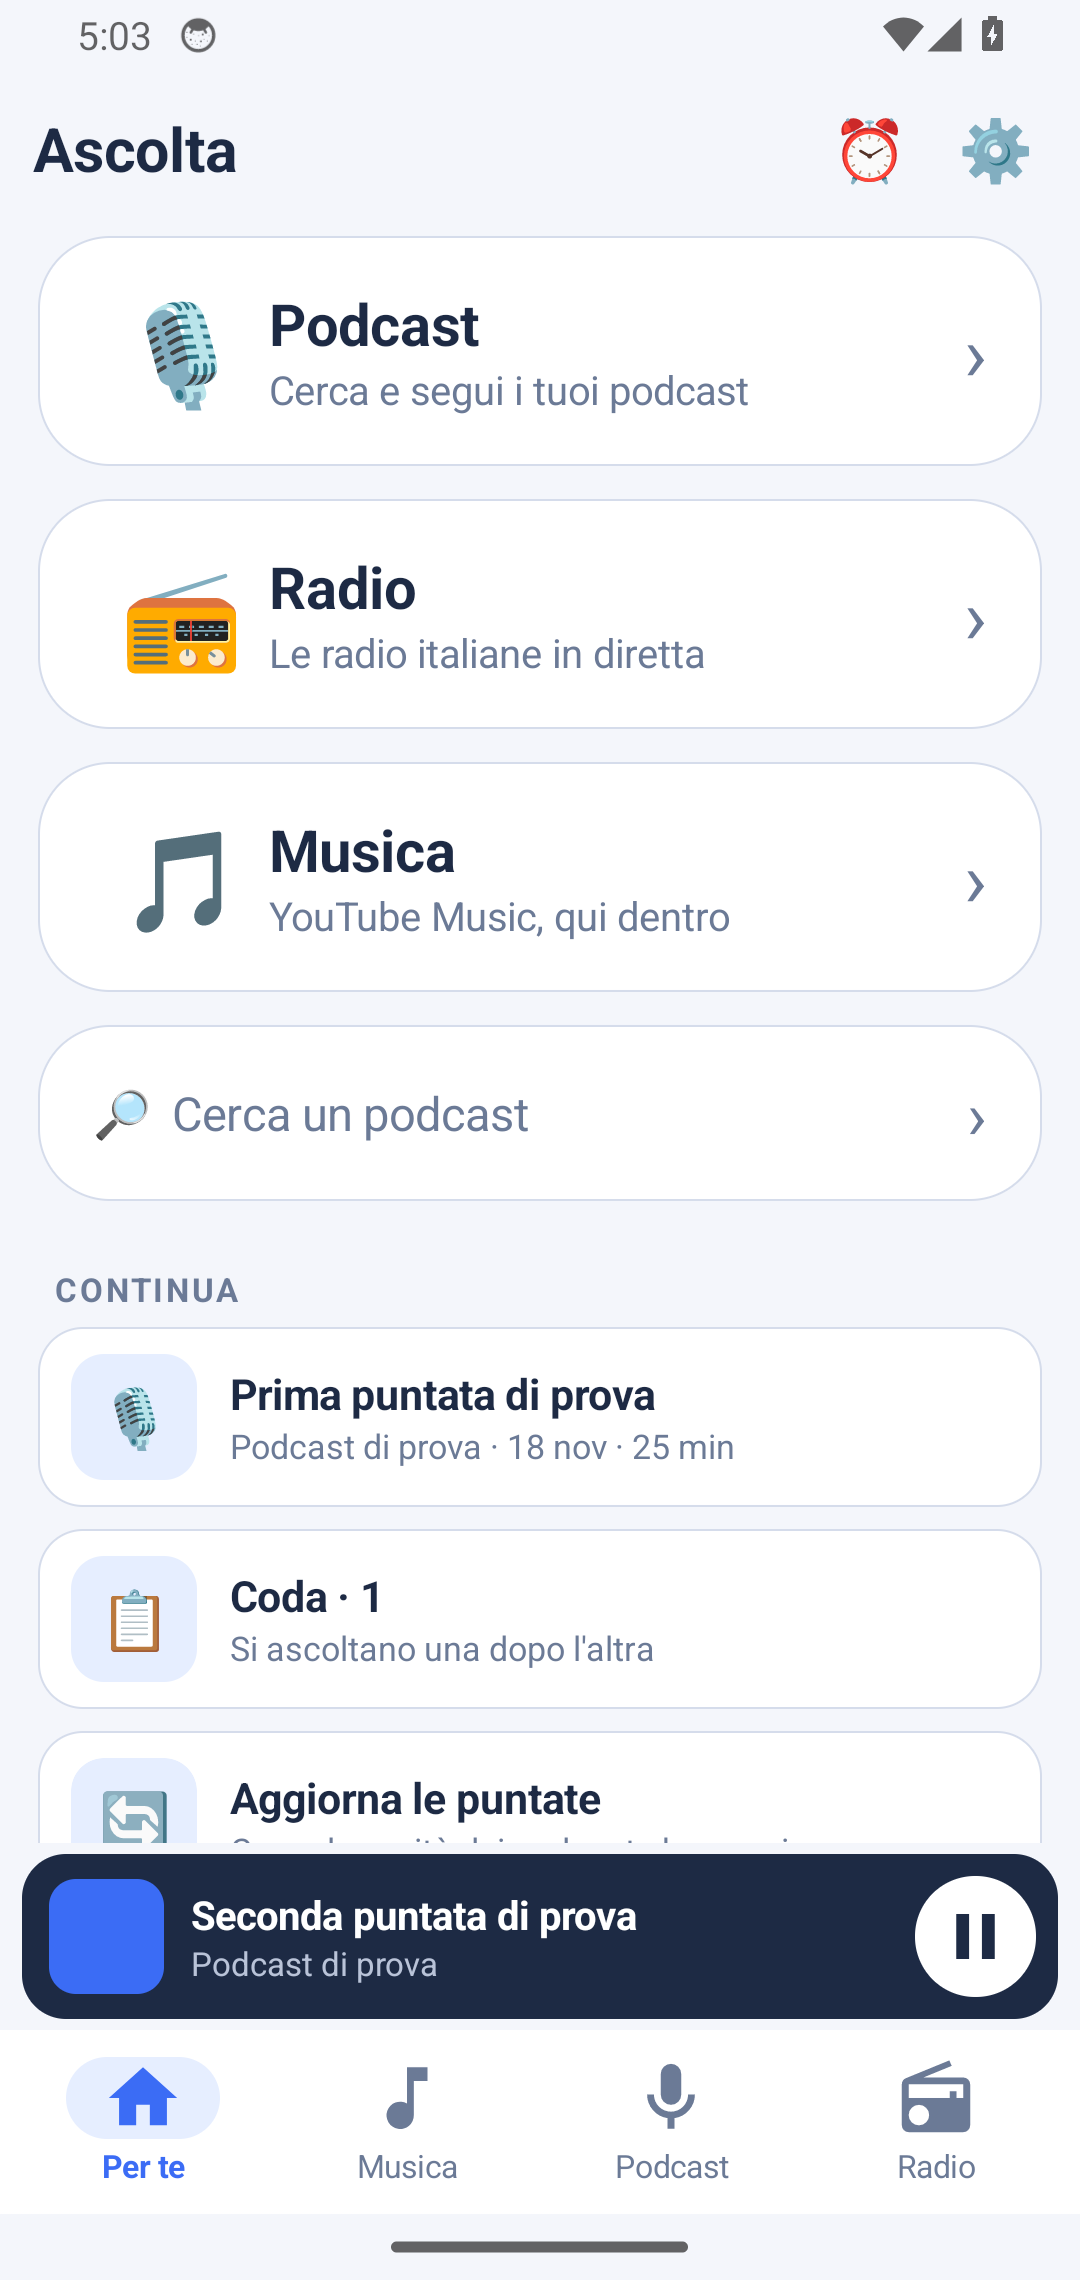 5:03
Ascolta
Podcast
Cerca e segui i tuoi podcast
Radio
Le radio italiane in diretta
Musica
YouTube Music, qui dentro
Cerca un podcast
CONTINUA
Prima puntata di prova
Podcast di prova · 18 nov · 25 min
Coda · 1
Si ascoltano una dopo l'altra
Aggiorna le puntate
Seconda puntata di prova
Podcast di prova
Per te
Musica
Podcast
Radio